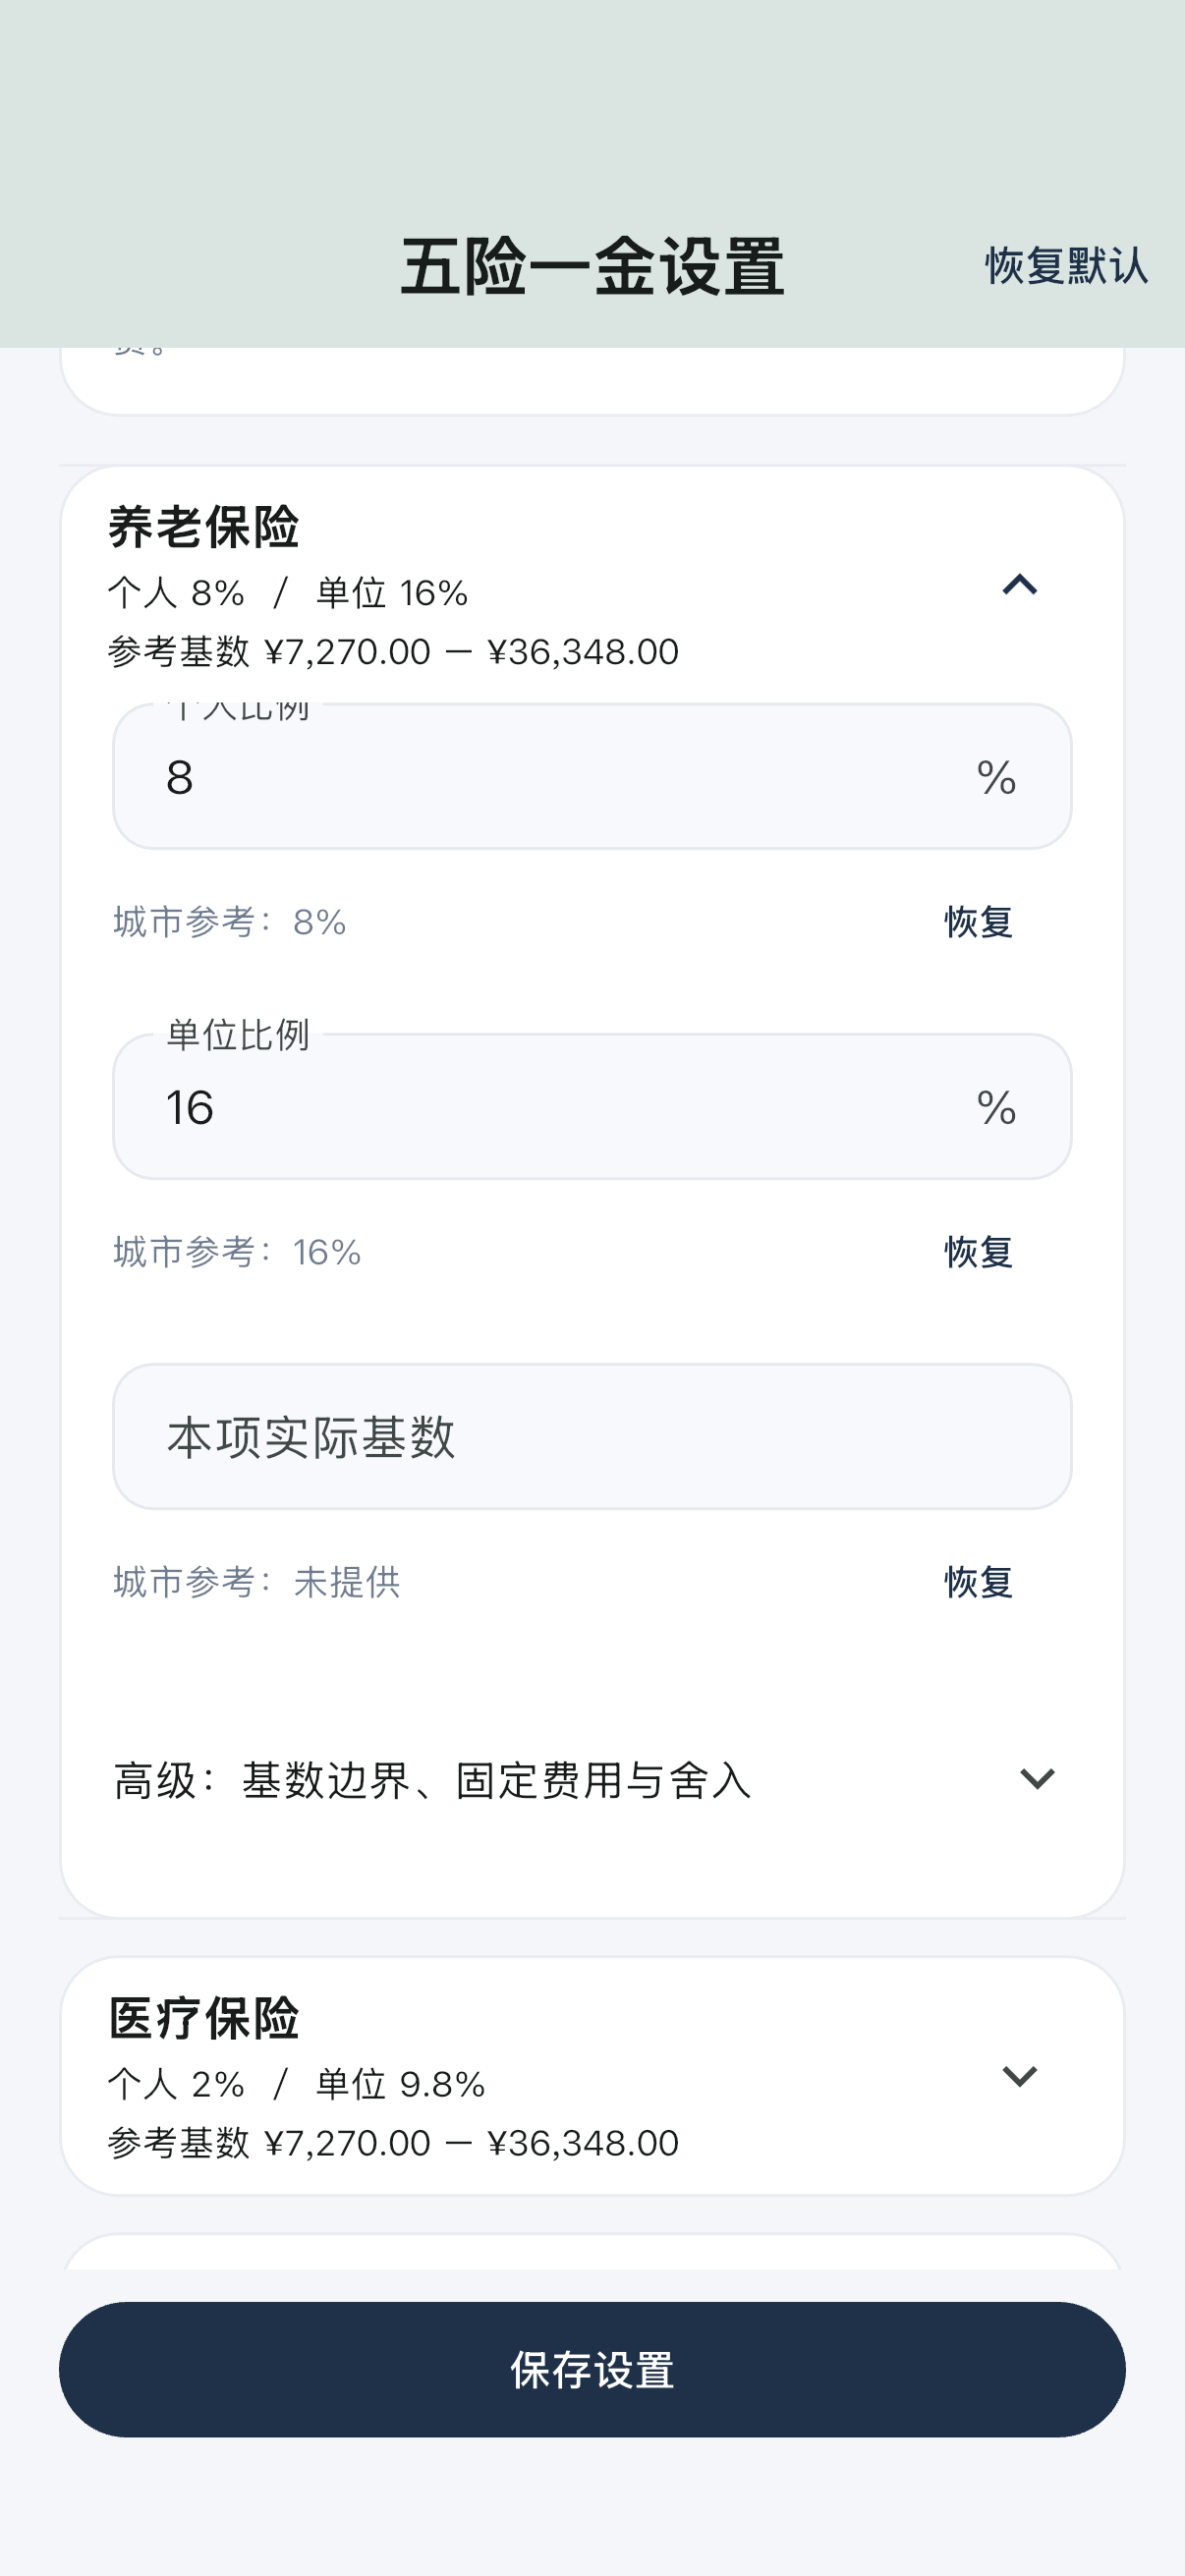 五险一金设置
恢复默认
养老保险
个人 8% / 单位 16%
参考基数 ¥7,270.00 — ¥36,348.00
个人比例
8 %
城市参考：8% 恢复
单位比例
16 %
城市参考：16% 恢复
本项实际基数
城市参考：未提供 恢复
高级：基数边界、固定费用与舍入
医疗保险
个人 2% / 单位 9.8%
参考基数 ¥7,270.00 — ¥36,348.00
保存设置